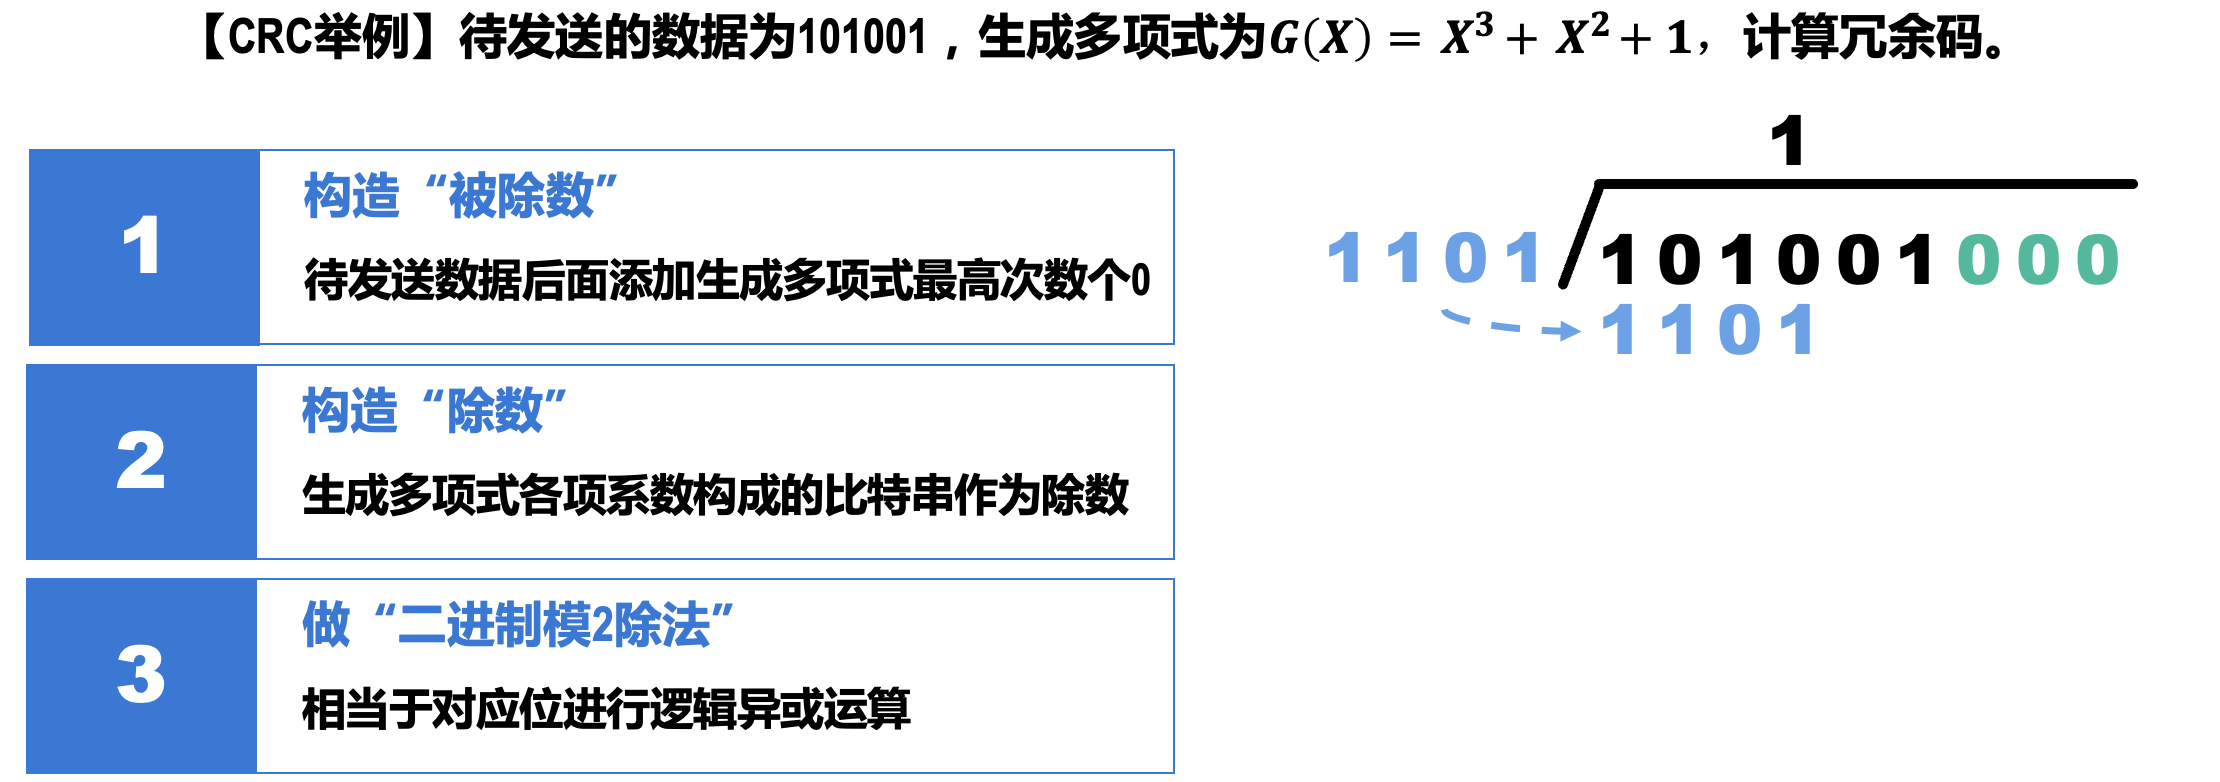 【CRC举例】待发送的数据为101001，生成多项式为G(X) = X³ + X² + 1，计算冗余码。
1
构造“被除数”
待发送数据后面添加生成多项式最高次数个0
2
构造“除数”
生成多项式各项系数构成的比特串作为除数
3
做“二进制模2除法”
相当于对应位进行逻辑异或运算
1
1101 101001000
1101